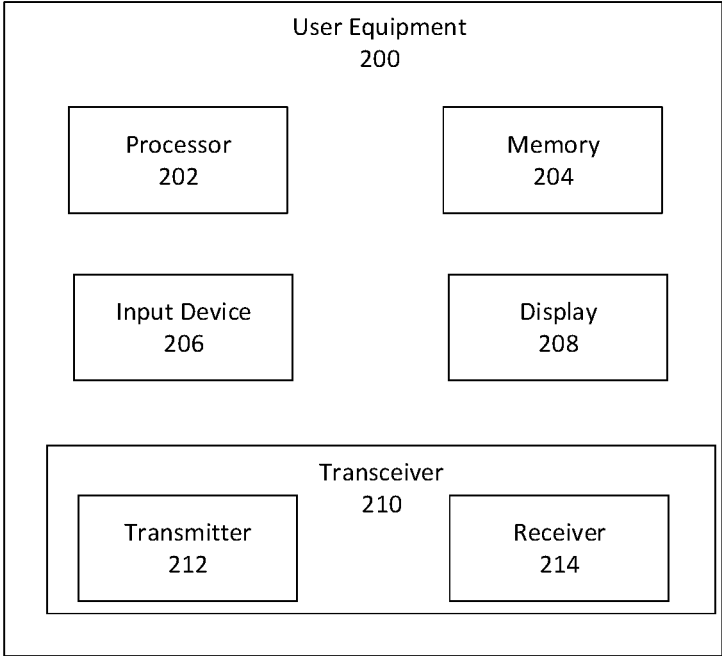 User Equipment
200
Processor
202
Memory
204
Input Device
206
Display
208
Transceiver
210
Transmitter
212
Receiver
214